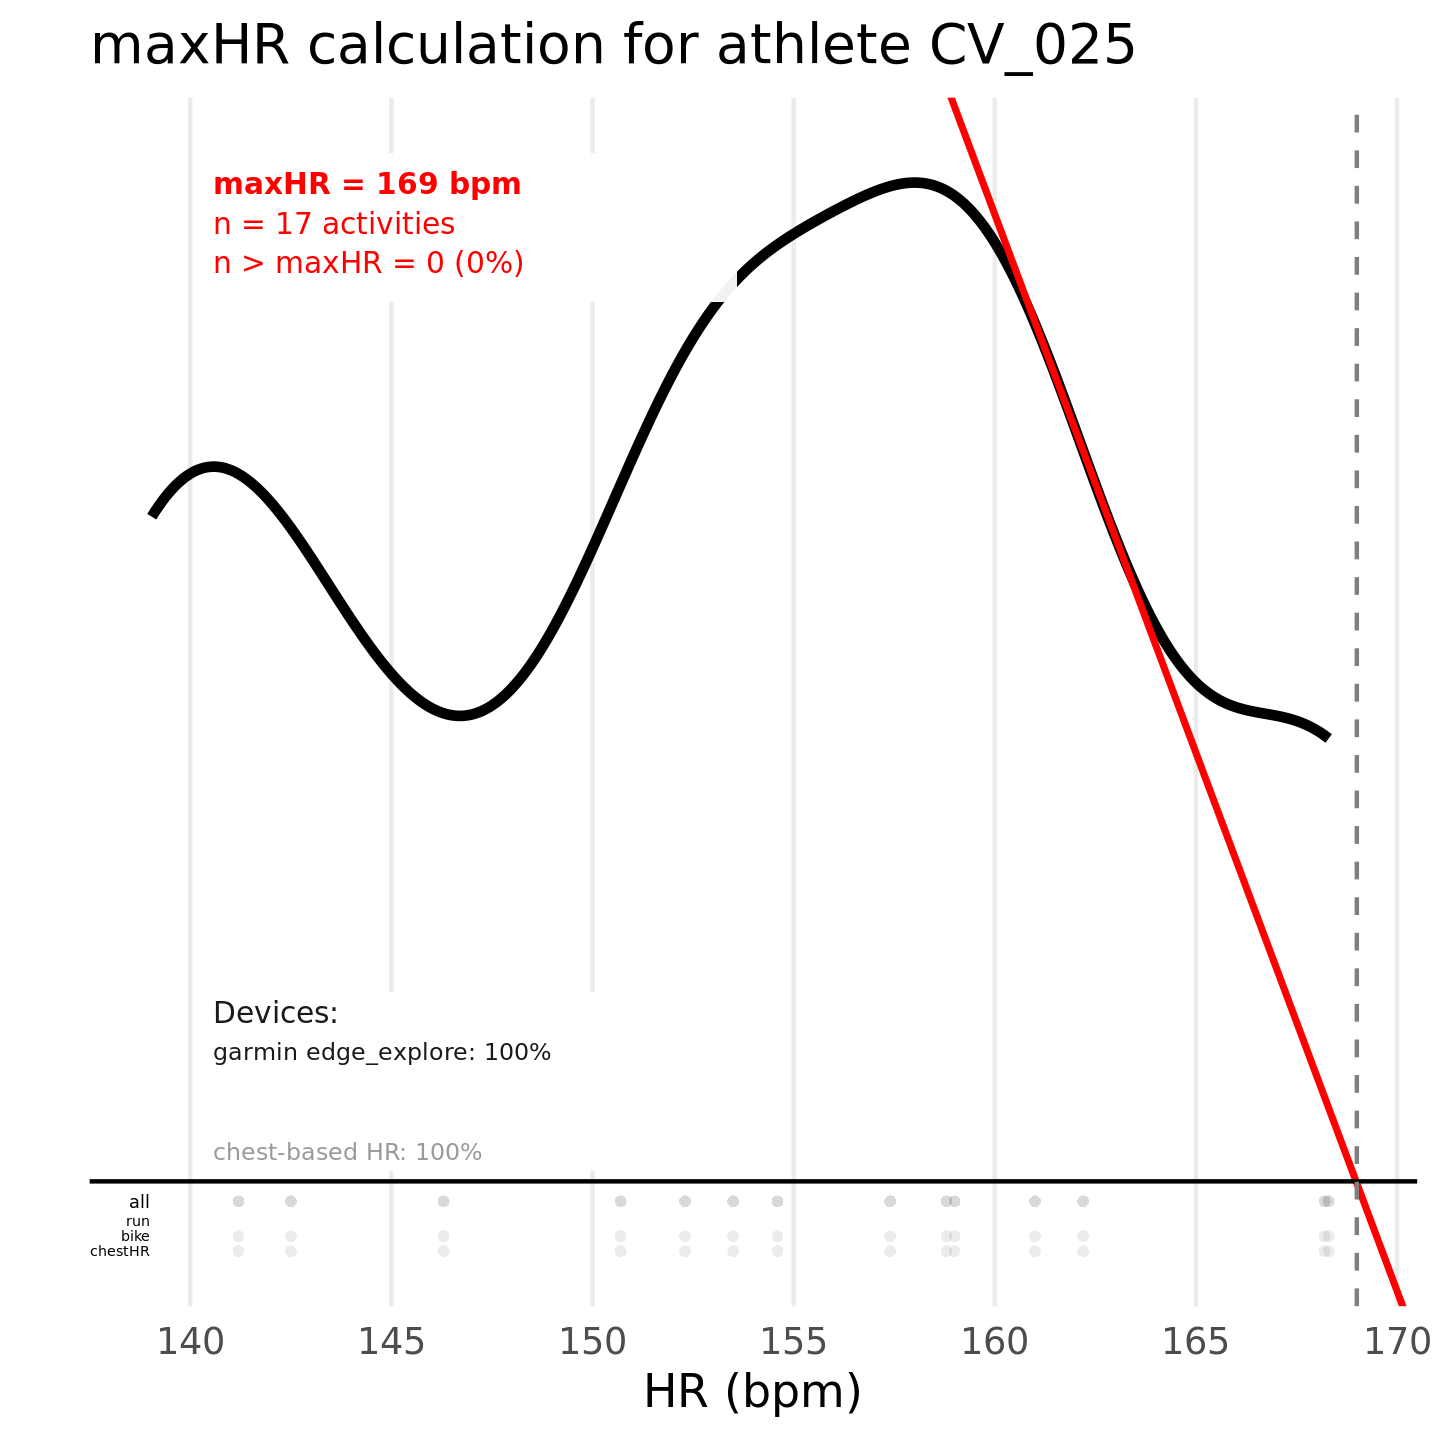 maxHR calculation for athlete CV_025
maxHR = 169 bpm
n = 17 activities
n > maxHR = 0 (0%)
Devices:
garmin edge_explore: 100%
chest-based HR: 100%
all
run
bike
chestHR
140 145 150 155 160 165 170
HR (bpm)